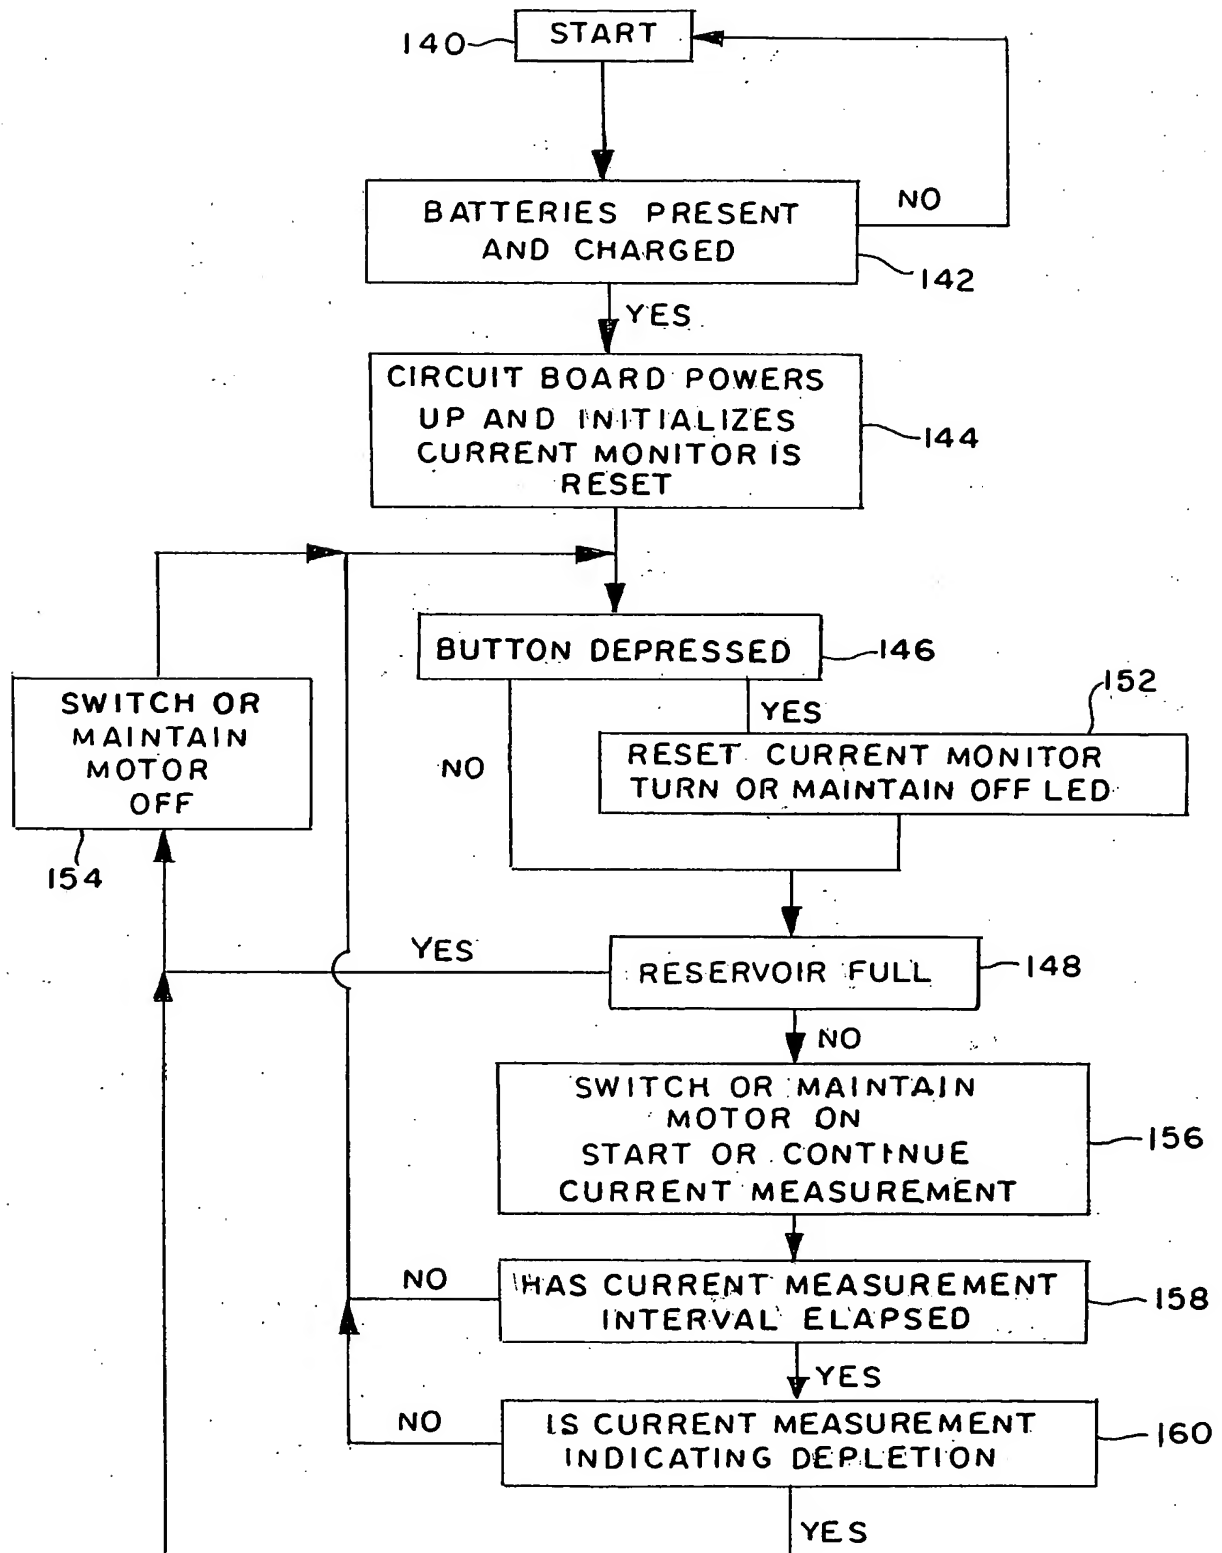 START
140
BATTERIES PRESENT
AND CHARGED
NO
142
YES
CIRCUIT BOARD POWERS
UP AND INITIALIZES
CURRENT MONITOR IS
RESET
144
BUTTON DEPRESSED
146
SWITCH OR
MAINTAIN
MOTOR
OFF
154
NO
YES
152
RESET CURRENT MONITOR
TURN OR MAINTAIN OFF LED
YES
RESERVOIR FULL
148
NO
SWITCH OR MAINTAIN
MOTOR ON
START OR CONTINUE
CURRENT MEASUREMENT
156
NO
HAS CURRENT MEASUREMENT
INTERVAL ELAPSED
158
YES
NO
IS CURRENT MEASUREMENT
INDICATING DEPLETION
160
YES